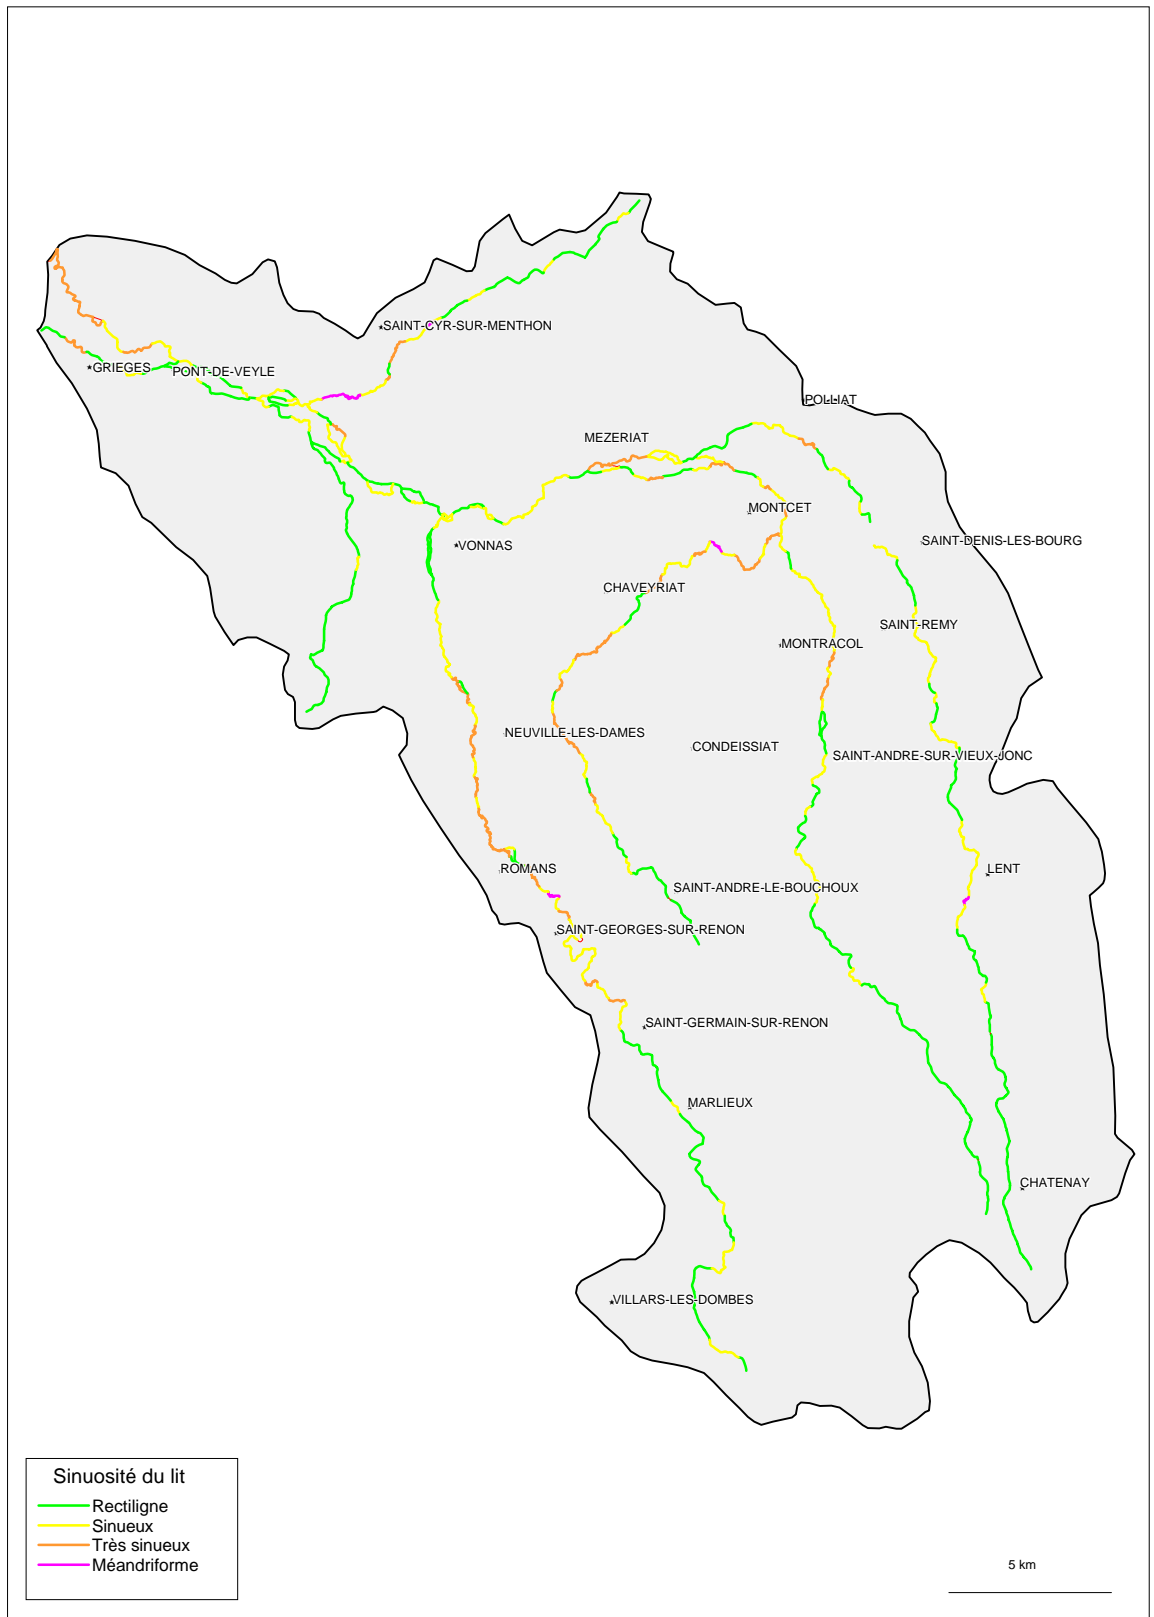 SAINT-CYR-SUR-MENTHON
GRIEGES
PONT-DE-VEYLE
POLLIAT
MEZERIAT
MONTCET
SAINT-DENIS-LES-BOURG
VONNAS
CHAVEYRIAT
SAINT-REMY
MONTRACOL
NEUVILLE-LES-DAMES
CONDEISSIAT
SAINT-ANDRE-SUR-VIEUX-JONC
ROMANS
LENT
SAINT-ANDRE-LE-BOUCHOUX
SAINT-GEORGES-SUR-RENON
SAINT-GERMAIN-SUR-RENON
MARLIEUX
CHATENAY
VILLARS-LES-DOMBES
Sinuosité du lit
Rectiligne
Sinueux
Très sinueux
Méandriforme
5 km